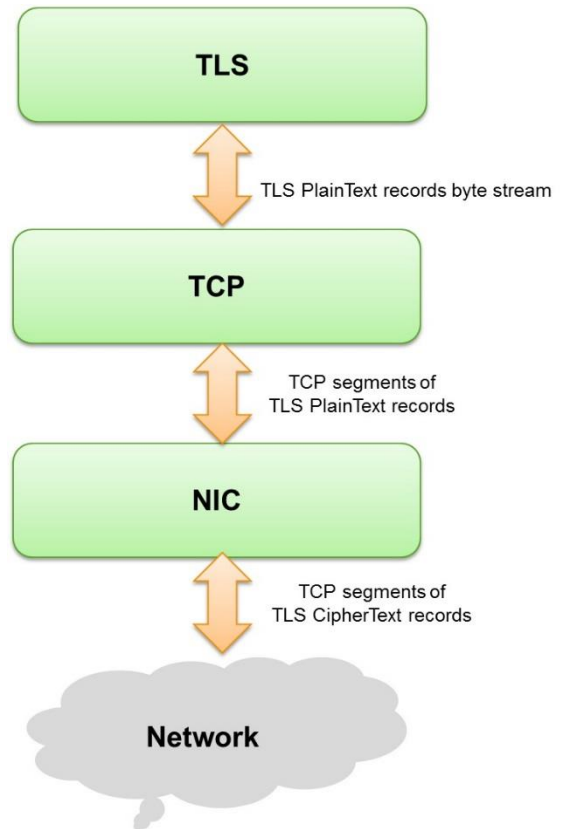 TLS
TLS PlainText records byte stream
TCP
TCP segments of
TLS PlainText records
NIC
TCP segments of
TLS CipherText records
Network